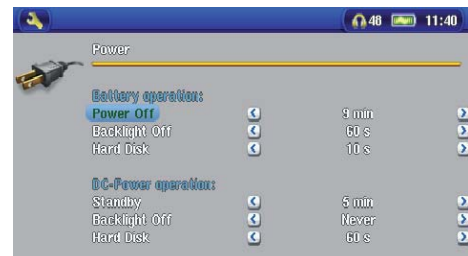 48 11:40
Power
Battery operation:
Power Off 9 min
Backlight Off 60 s
Hard Disk 10 s
DC-Power operation:
Standby 5 min
Backlight Off Never
Hard Disk 60 s